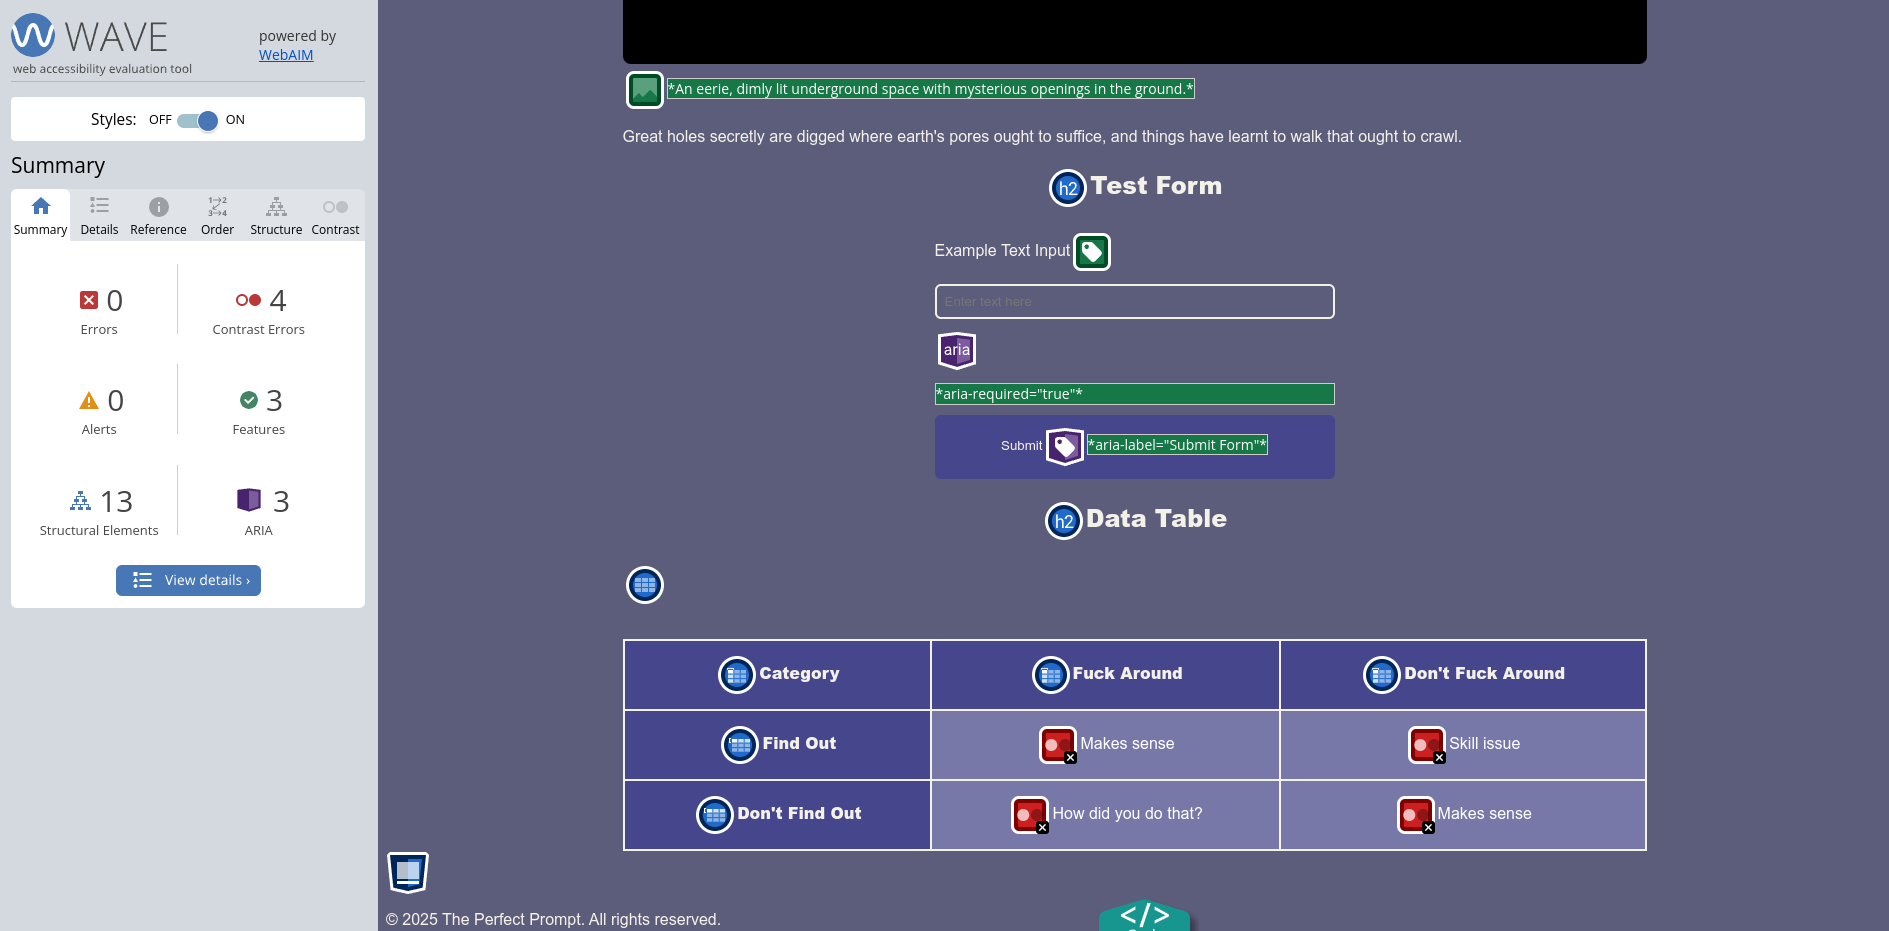 WAVE
powered by
WebAIM
web accessibility evaluation tool
Styles: OFF ON
Summary
Summary Details Reference Order Structure Contrast
0 4
Errors Contrast Errors
0 3
Alerts Features
13 3
Structural Elements ARIA
View details ›
*An eerie, dimly lit underground space with mysterious openings in the ground.*
Great holes secretly are digged where earth's pores ought to suffice, and things have learnt to walk that ought to crawl.
h2 Test Form
Example Text Input
Enter text here
aria
*aria-required="true"*
Submit *aria-label="Submit Form"*
h2 Data Table
Category Fuck Around Don't Fuck Around
Find Out Makes sense Skill issue
Don't Find Out How did you do that? Makes sense
© 2025 The Perfect Prompt. All rights reserved.
</>